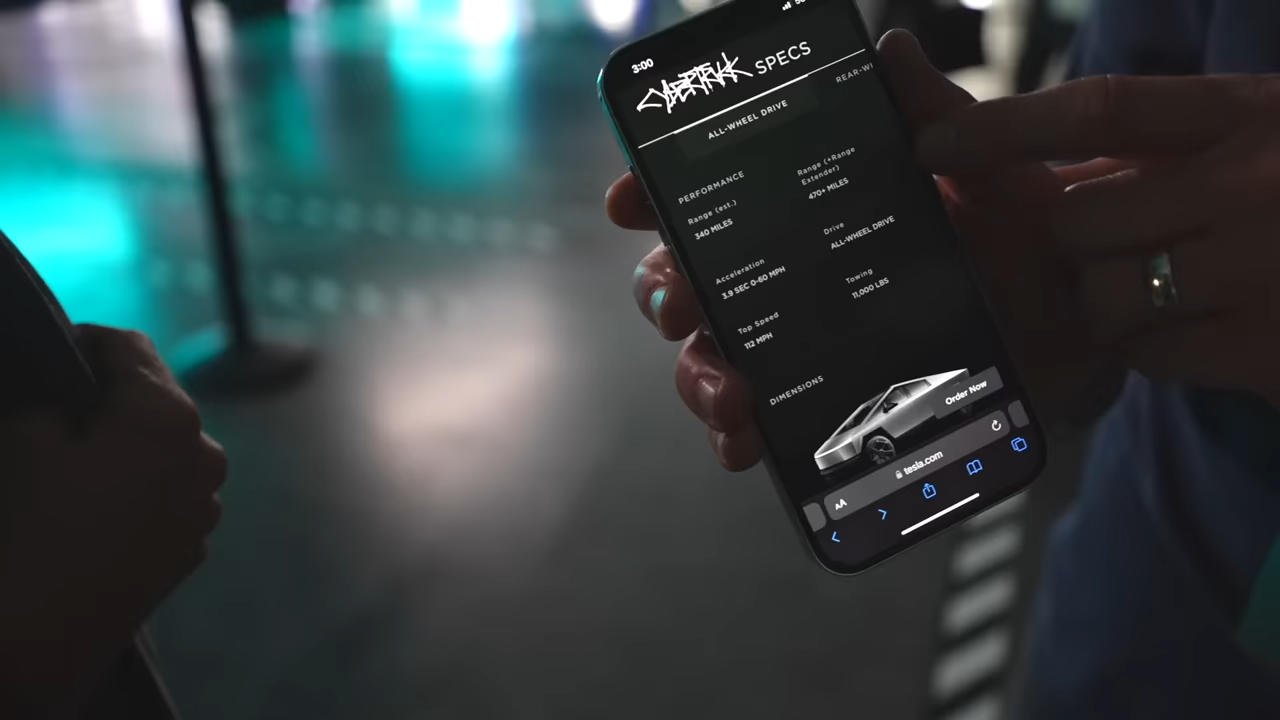 3:00
CYBERTRUCK SPECS
ALL-WHEEL DRIVE
REAR-WI
PERFORMANCE
Range (est.)
340 MILES
Range (+Range
Extender)
470+ MILES
Acceleration
3.9 SEC 0-60 MPH
Drive
ALL-WHEEL DRIVE
Top Speed
112 MPH
Towing
11,000 LBS
DIMENSIONS
Order Now
AA
tesla.com